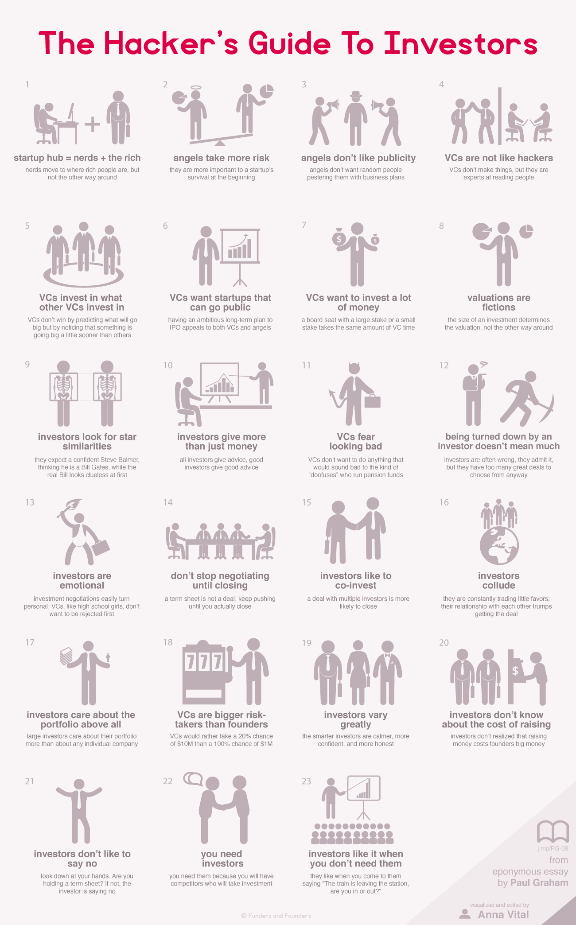 The Hacker's Guide To Investors
1
startup hub = nerds + the rich
nerds move to where rich people are, but
not the other way around
2
angels take more risk
they are more important to a startup's
survival at the beginning
3
angels don't like publicity
angels don't want random people
pestering them with business plans
4
VCs are not like hackers
VCs don't make things, but they are
experts at reading people
5
VCs invest in what
other VCs invest in
VCs don't win by predicting what will go
big but by noticing that something is
going big a little sooner than others
6
VCs want startups that
can go public
having an ambitious long-term plan to
IPO appeals to both VCs and angels
7
$
VCs want to invest a lot
of money
a board seat with a large stake or a small
stake takes the same amount of VC time
8
valuations are
fictions
the size of an investment determines
the valuation, not the other way around
9
investors look for star
similarities
they expect a confident Steve Balmer,
thinking he is a Bill Gates, while the
real Bill looks clueless at first
10
investors give more
than just money
all investors give advice, good
investors give good advice
11
VCs fear
looking bad
VCs don't want to do anything that
would sound bad to the kind of
"doofuses" who run pension funds
12
being turned down by an
investor doesn't mean much
investors are often wrong, they admit it,
but they have too many great deals to
choose from anyway
13
investors are
emotional
investment negotiations easily turn
personal; VCs, like high school girls, don't
want to be rejected first
14
don't stop negotiating
until closing
a term sheet is not a deal, keep pushing
until you actually close
15
investors like to
co-invest
a deal with multiple investors is more
likely to close
16
investors
collude
they are constantly trading little favors;
their relationship with each other trumps
getting the deal
17
investors care about the
portfolio above all
large investors care about their portfolio
more than about any individual company
18
777
VCs are bigger risk-
takers than founders
VCs would rather take a 20% chance
of $10M than a 100% chance of $1M
19
investors vary
greatly
the smarter investors are calmer, more
confident, and more honest
20
$
investors don't know
about the cost of raising
investors don't realized that raising
money costs founders big money
21
investors don't like to
say no
look down at your hands. Are you
holding a term sheet? If not, the
investor is saying no
22
you need
investors
you need them because you will have
competitors who will take investment
23
investors like it when
you don't need them
they like when you come to them
saying "The train is leaving the station,
are you in or out?"
from
eponymous essay
by Paul Graham
visualized and edited by
Anna Vital
© Funders and Founders